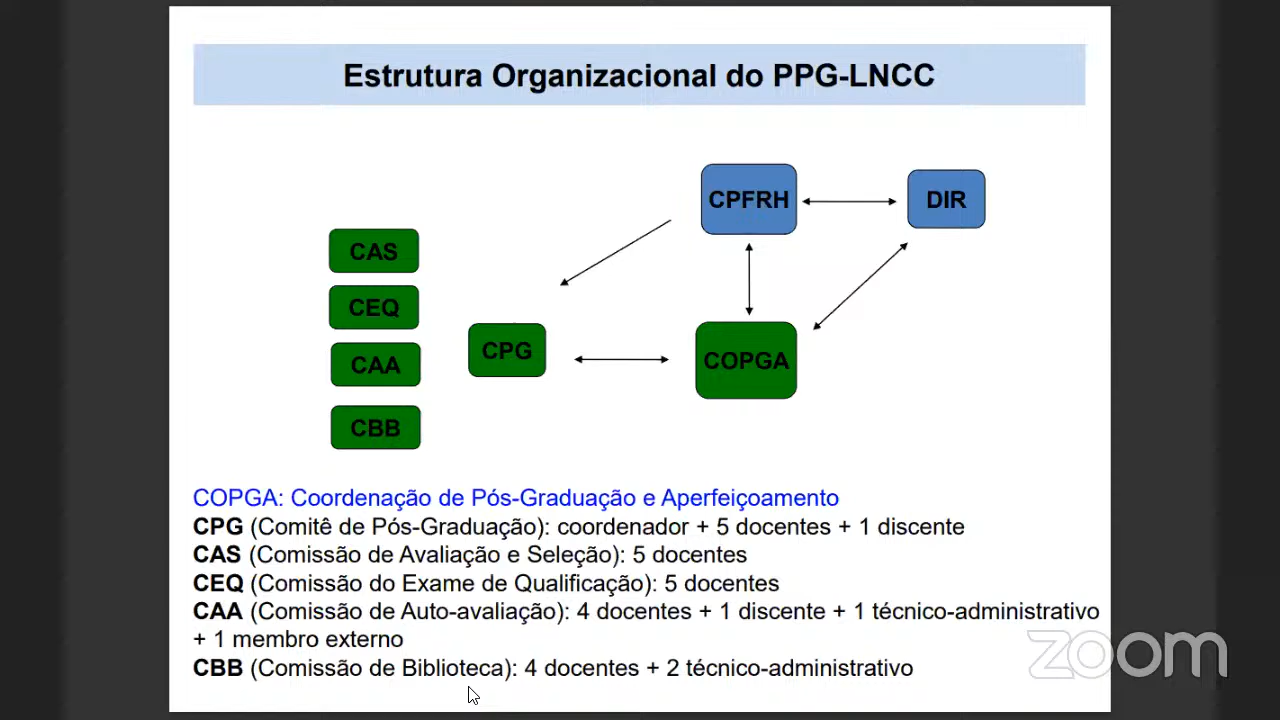 Estrutura Organizacional do PPG-LNCC
CPFRH
DIR
CAS
CEQ
CAA
CBB
CPG
COPGA
COPGA: Coordenação de Pós-Graduação e Aperfeiçoamento
CPG (Comitê de Pós-Graduação): coordenador + 5 docentes + 1 discente
CAS (Comissão de Avaliação e Seleção): 5 docentes
CEQ (Comissão do Exame de Qualificação): 5 docentes
CAA (Comissão de Auto-avaliação): 4 docentes + 1 discente + 1 técnico-administrativo
+ 1 membro externo
CBB (Comissão de Biblioteca): 4 docentes + 2 técnico-administrativo
zoom